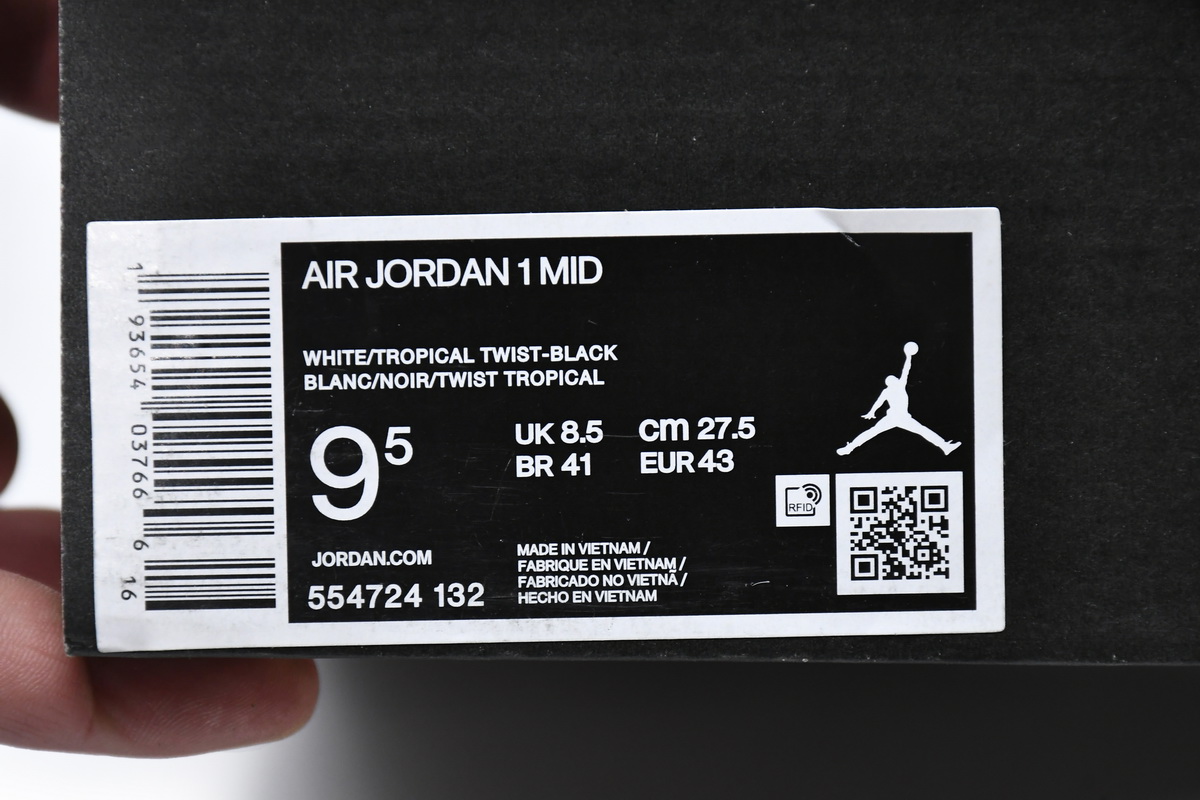 AIR JORDAN 1 MID
WHITE/TROPICAL TWIST-BLACK
BLANC/NOIR/TWIST TROPICAL
9⁵
UK 8.5 cm 27.5
BR 41 EUR 43
RFID
JORDAN.COM
554724 132
MADE IN VIETNAM /
FABRIQUE EN VIETNAM /
FABRICADO NO VIETNÃ /
HECHO EN VIETNAM
1 93654 03766 6 16